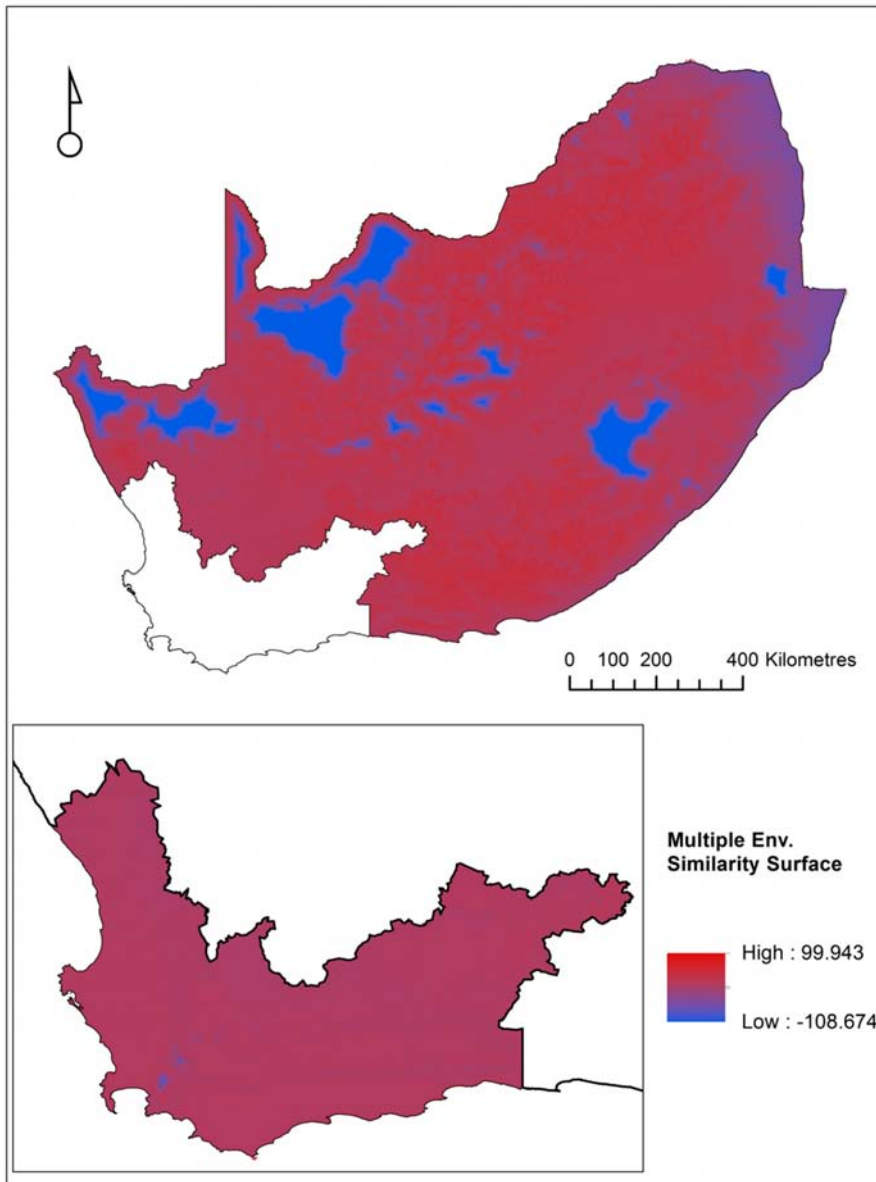 0 100 200 400 Kilometres
Multiple Env.
Similarity Surface
High : 99.943
Low : -108.674